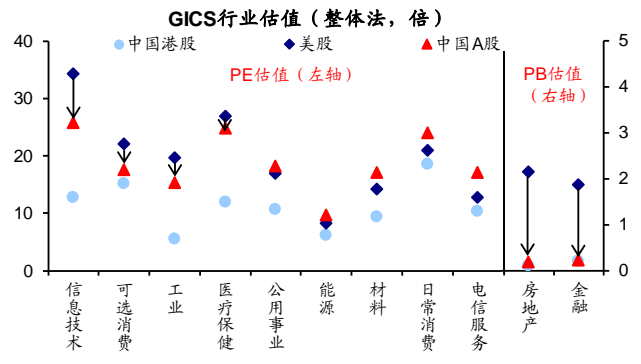 GICS行业估值（整体法，倍）
中国港股 美股 中国A股
PE估值（左轴）
PB估值
（右轴）
40
30
20
10
0
5
4
3
2
1
0
信息技术
可选消费
工业
医疗保健
公用事业
能源
材料
日常消费
电信服务
房地产
金融